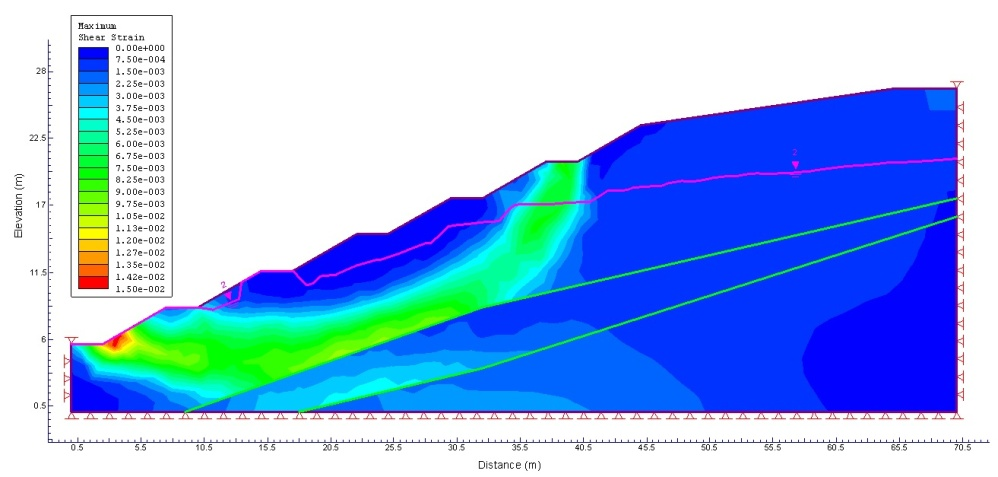 Maximum
Shear Strain
0.00e+000
7.50e-004
1.50e-003
2.25e-003
3.00e-003
3.75e-003
4.50e-003
5.25e-003
6.00e-003
6.75e-003
7.50e-003
8.25e-003
9.00e-003
9.75e-003
1.05e-002
1.13e-002
1.20e-002
1.27e-002
1.35e-002
1.42e-002
1.50e-002
28
22.5
17
11.5
6
0.5
Elevation (m)
2
2
0.5 5.5 10.5 15.5 20.5 25.5 30.5 35.5 40.5 45.5 50.5 55.5 60.5 65.5 70.5
Distance (m)